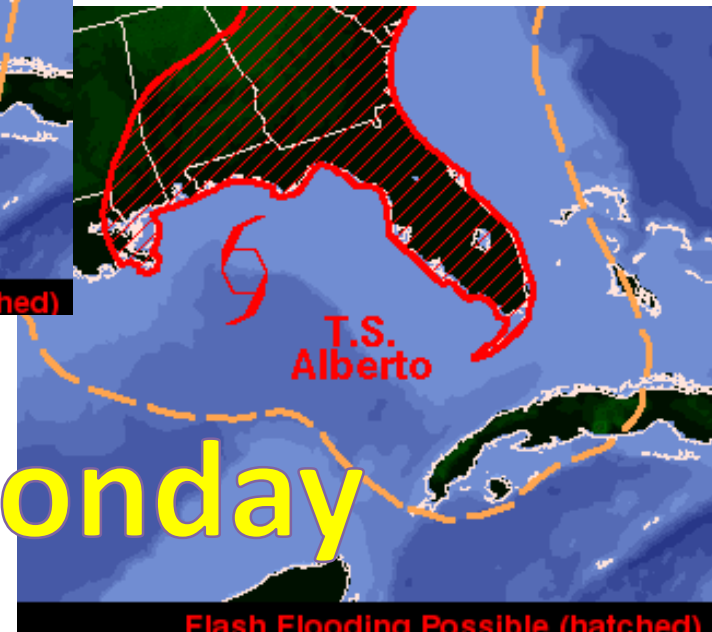 hed)
T.S.
Alberto
onday
Flash Flooding Possible (hatched)